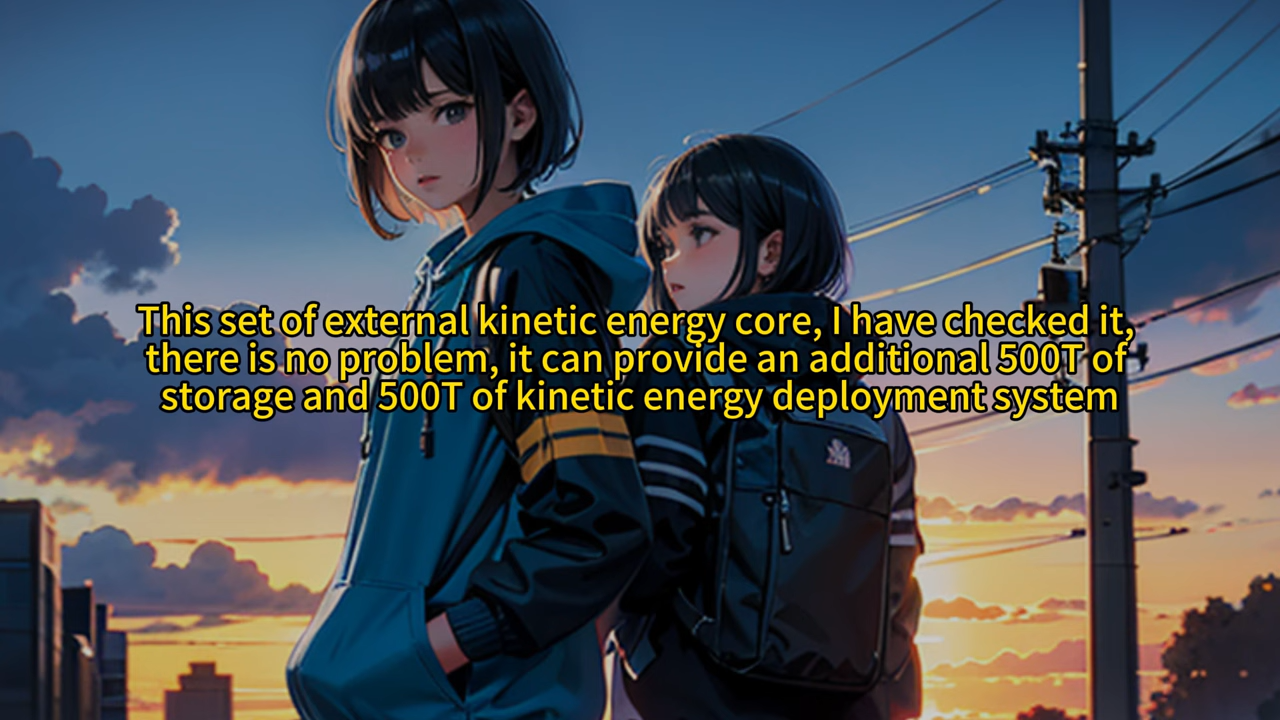 This set of external kinetic energy core, I have checked it,
there is no problem, it can provide an additional 500T of
storage and 500T of kinetic energy deployment system